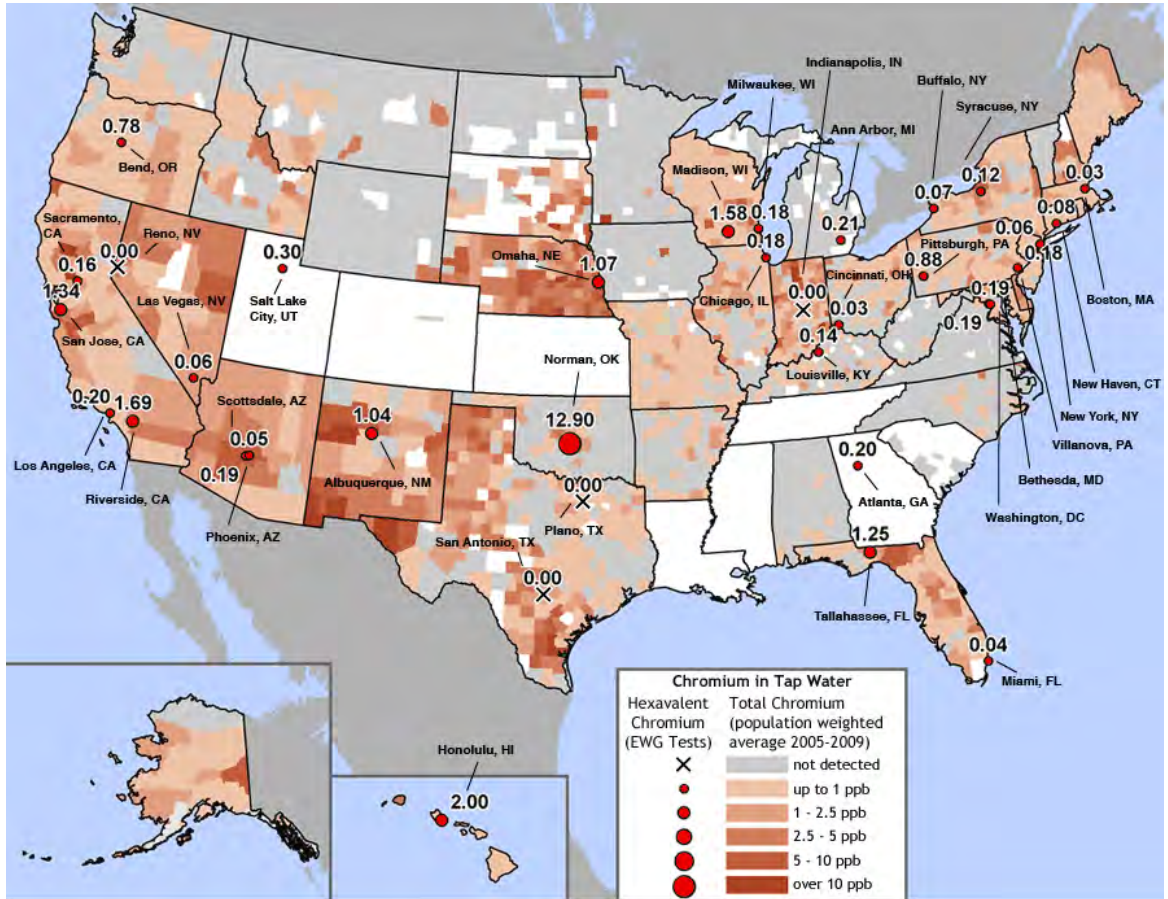 Indianapolis, IN
Milwaukee, WI
Buffalo, NY
Syracuse, NY
Ann Arbor, MI
0.78
Bend, OR
Madison, WI
1.58
0.18
0.18
0.21
0.07
0.12
0.03
0.08
0.06
0.18
Sacramento,
CA
0.00
Reno, NV
0.16
1.34
San Jose, CA
Las Vegas, NV
0.06
0.30
Salt Lake
City, UT
Omaha, NE
1.07
Chicago, IL
0.00
Cincinnati, OH
0.03
0.14
Louisville, KY
Pittsburgh, PA
0.88
0.19
0.19
Boston, MA
New Haven, CT
New York, NY
Villanova, PA
Bethesda, MD
Washington, DC
Norman, OK
12.90
0.20
1.69
Los Angeles, CA
Riverside, CA
Scottsdale, AZ
0.05
0.19
Phoenix, AZ
1.04
Albuquerque, NM
0.00
Plano, TX
San Antonio, TX
0.00
0.20
Atlanta, GA
1.25
Tallahassee, FL
0.04
Miami, FL
Honolulu, HI
2.00
Chromium in Tap Water
Hexavalent
Chromium
(EWG Tests)
Total Chromium
(population weighted
average 2005-2009)
not detected
up to 1 ppb
1 - 2.5 ppb
2.5 - 5 ppb
5 - 10 ppb
over 10 ppb